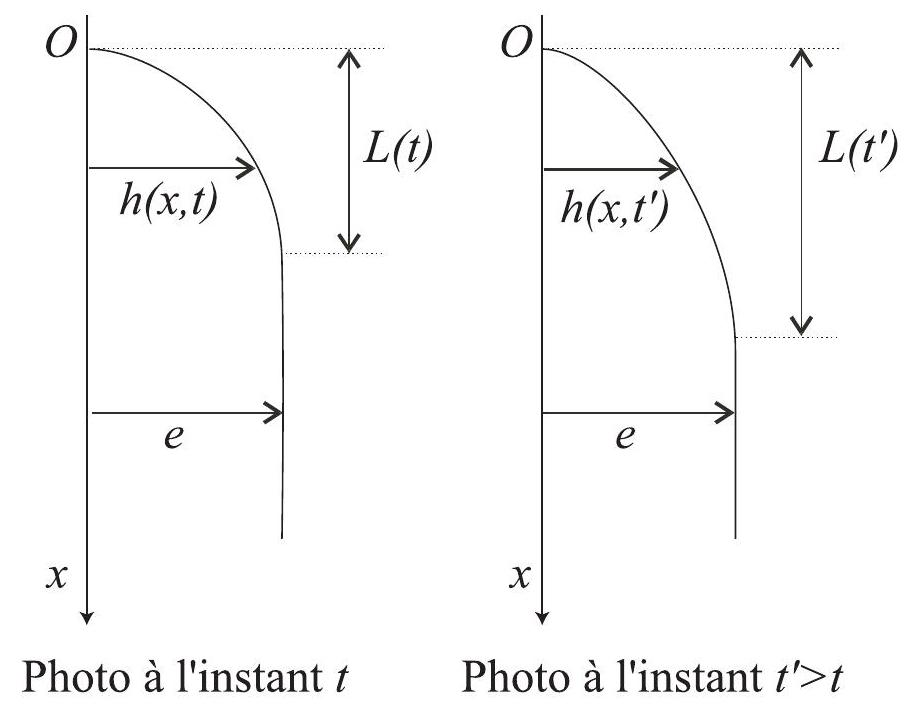 O
L(t)
h(x,t)
e
x
Photo à l'instant t
O
L(t')
h(x,t')
e
x
Photo à l'instant t'>t